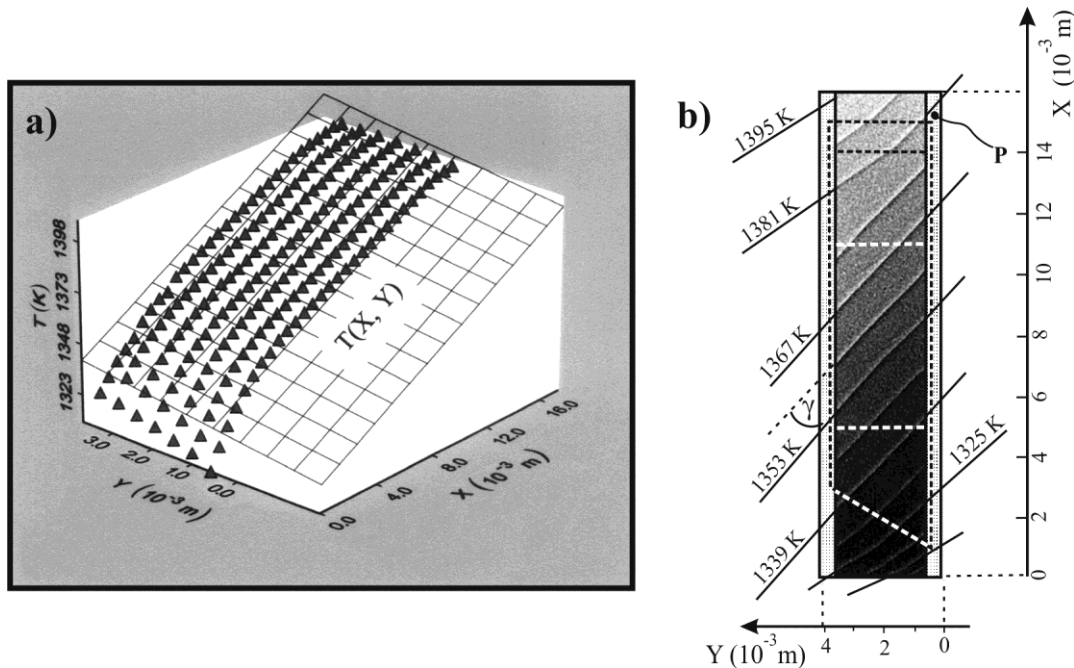 a)
T (K)
1398
1373
1348
1323
T(X, Y)
3.0
2.0
1.0
0.0
Y (10⁻³ m)
0.0
4.0
8.0
12.0
16.0
X (10⁻³ m)
b)
1395 K
1381 K
1367 K
1353 K
1339 K
1325 K
P
γ
X (10⁻³ m)
14
12
10
8
6
4
2
0
Y (10⁻³ m)
4
2
0